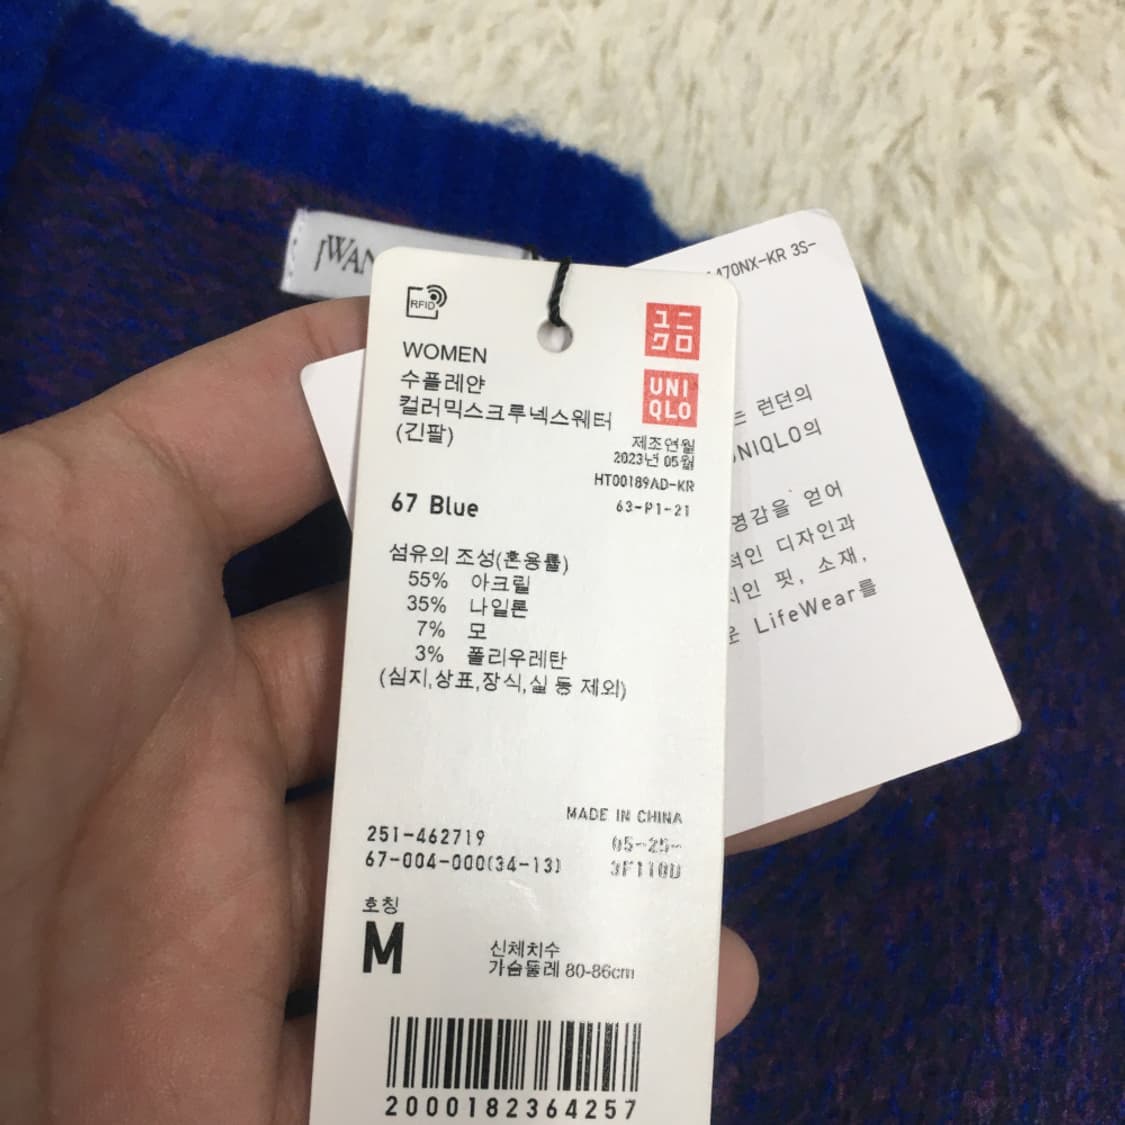 JWAN
RFID
ユニ
クロ
UNI
QLO
WOMEN
수플레얀
컬러믹스크루넥스웨터
(긴팔)
제조연월
2023년 05월
HT00189AD-KR
63-P1-21
67 Blue
섬유의 조성(혼용률)
55% 아크릴
35% 나일론
7% 모
3% 폴리우레탄
(심지,상표,장식,실 등 제외)
MADE IN CHINA
251-462719 05-25-
67-004-000(34-13) 3F110D
호칭
M
신체치수
가슴둘레 80-86cm
2000182364257
470NX-KR 3S-
는 런던의
UNIQLO의
영감을 얻어
적인 디자인과
핏, 소재,
운 LifeWear를